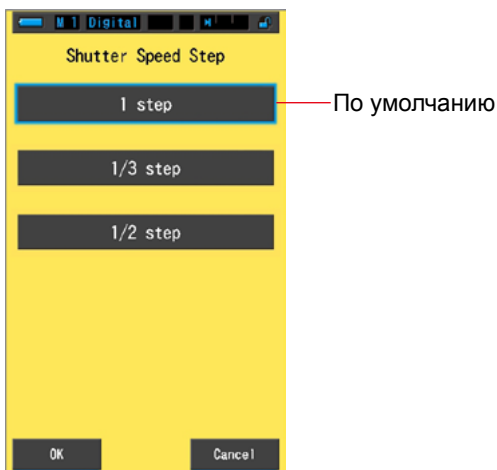 M 1 Digital
Shutter Speed Step
1 step
По умолчанию
1/3 step
1/2 step
OK
Cancel